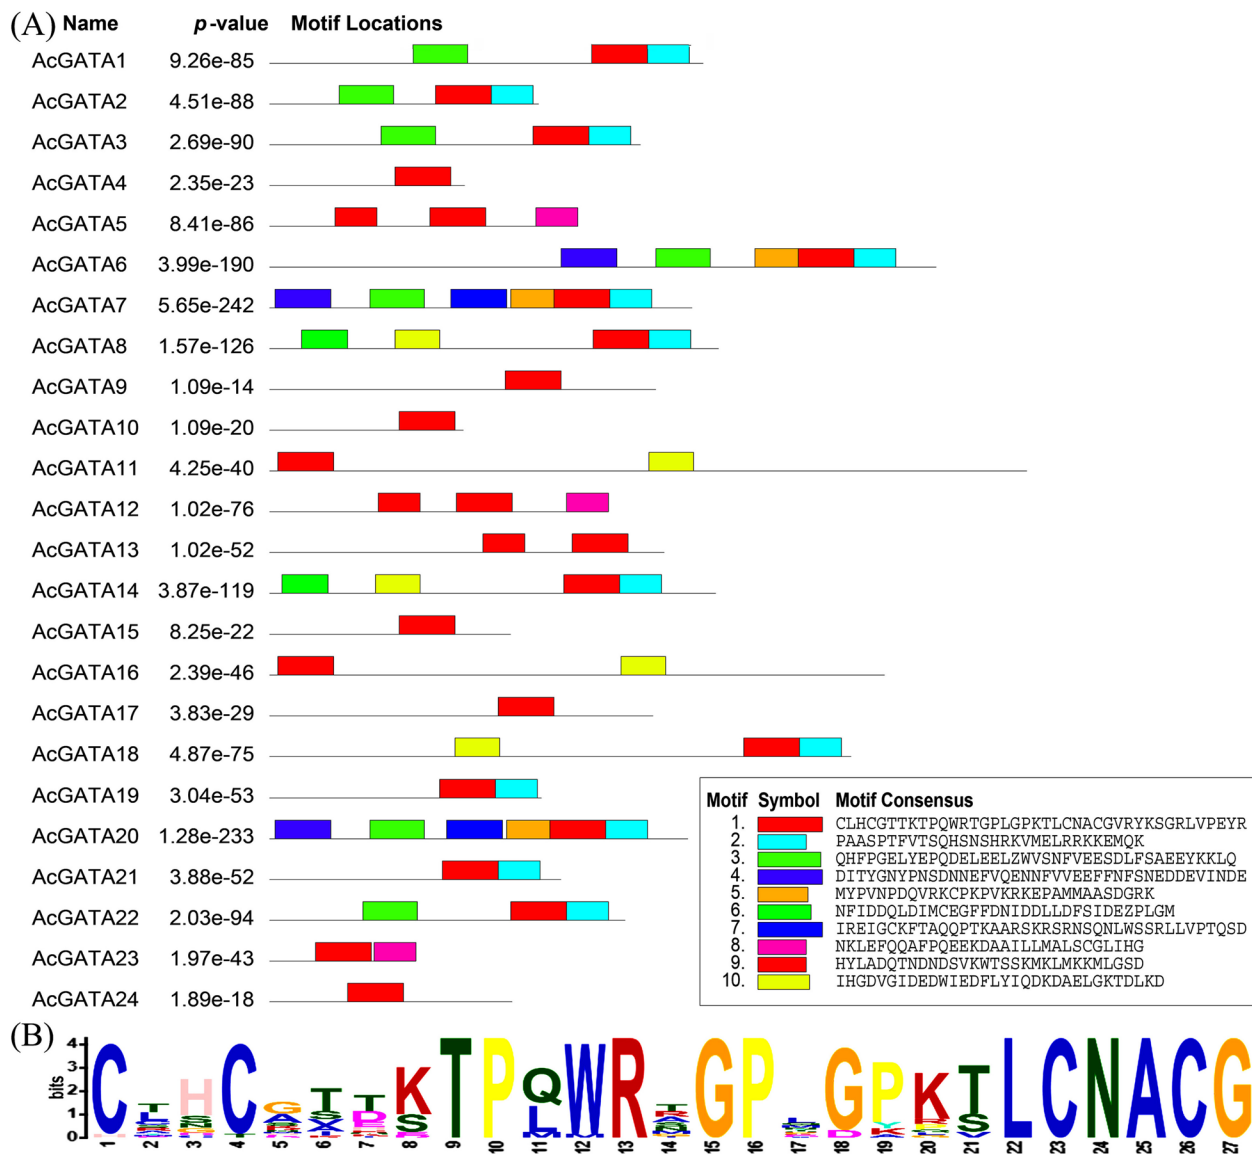 (A) Name p-value Motif Locations
AcGATA1 9.26e-85
AcGATA2 4.51e-88
AcGATA3 2.69e-90
AcGATA4 2.35e-23
AcGATA5 8.41e-86
AcGATA6 3.99e-190
AcGATA7 5.65e-242
AcGATA8 1.57e-126
AcGATA9 1.09e-14
AcGATA10 1.09e-20
AcGATA11 4.25e-40
AcGATA12 1.02e-76
AcGATA13 1.02e-52
AcGATA14 3.87e-119
AcGATA15 8.25e-22
AcGATA16 2.39e-46
AcGATA17 3.83e-29
AcGATA18 4.87e-75
AcGATA19 3.04e-53
AcGATA20 1.28e-233
AcGATA21 3.88e-52
AcGATA22 2.03e-94
AcGATA23 1.97e-43
AcGATA24 1.89e-18
Motif Symbol Motif Consensus
1. CLHCGTTKTPQWRTGPLGPKTLCNACGVRYKSGRLVPEYR
2. PAASPTFVTSQHSNSHRKVMELRRKKEMQK
3. QHFPGELYEPQDELEELZWVSNFVEESDLFSAEEYKKLQ
4. DITYGNYPNSDNNEFVQENNFVVEEFFNFSNEDDEVINDE
5. MYPVNPDQVRKCPKPVKRKEPAMMAASDGRK
6. NFIDDQLDIMCEGFFDNIDDLLDFSIDEZPLGM
7. IREIGCKFTAQQPTKAARSKRSRNSQNLWSSRLLVPTQSD
8. NKLEFQQAFPQEEKDAAILLMALSCGLIHG
9. HYLADQTNDNDSVKWTSSKMKLMKKMLGSD
10. IHGDVGIDEDWIEDFLYIQDKDAELGKTDLKD
(B)
bits
4
3
2
1
0
C T H C G T T K T P Q W R T G P L G P K T L C N A C G
1 2 3 4 5 6 7 8 9 10 11 12 13 14 15 16 17 18 19 20 21 22 23 24 25 26 27